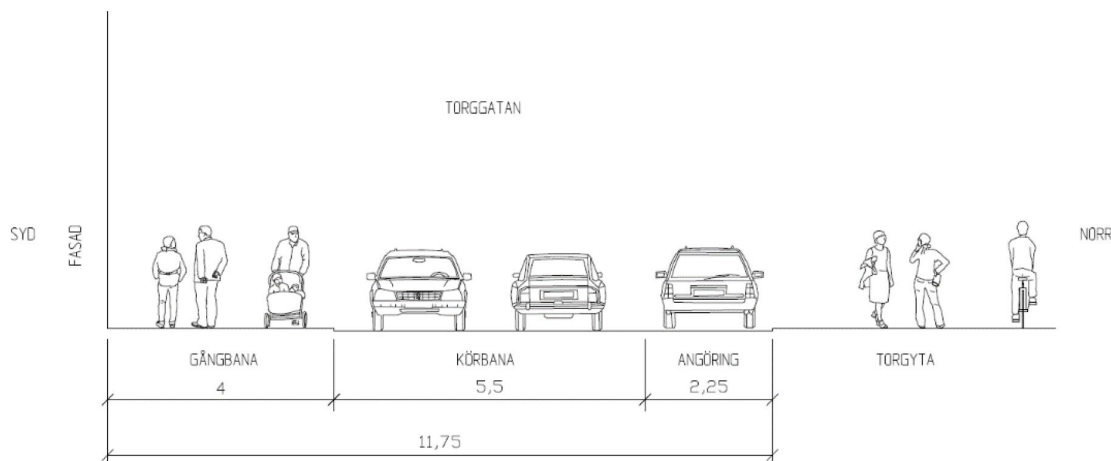 TORGGATAN
SYD
FASAD
NORR
GÅNGBANA
KÖRBANA
ANGÖRING
TORGYTA
4
5,5
2,25
11,75